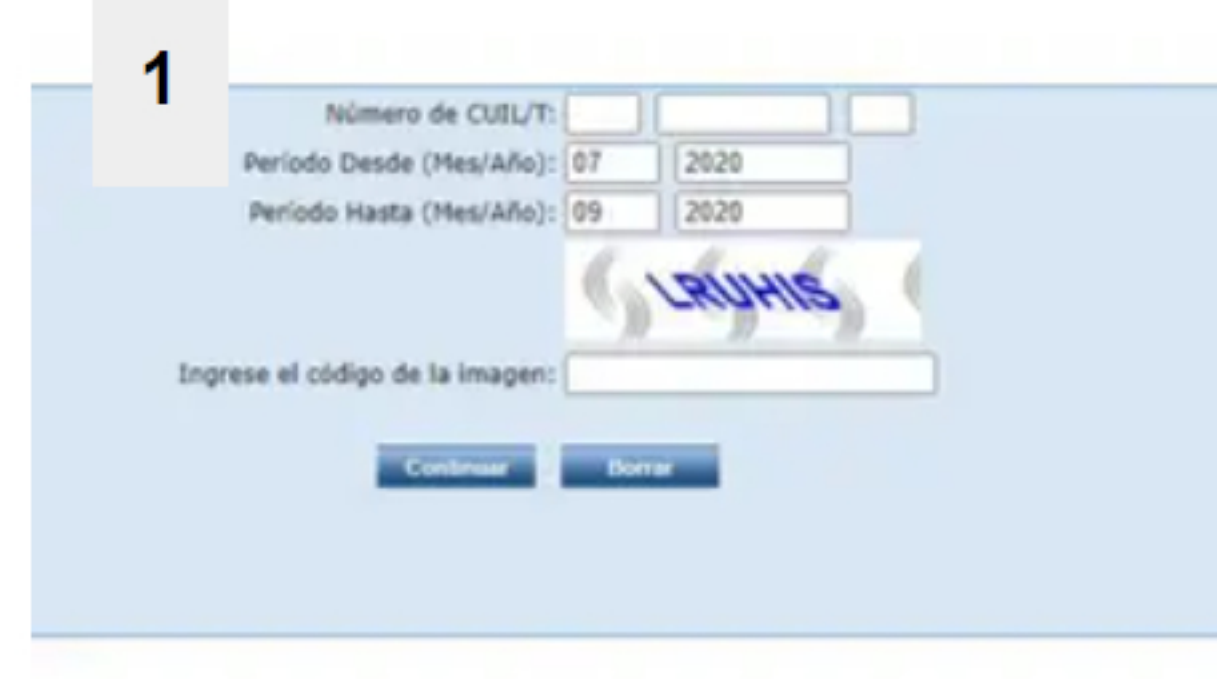 1
Número de CUIL/T:
Período Desde (Mes/Año): 07 2020
Período Hasta (Mes/Año): 09 2020
LRUHIS
Ingrese el código de la imagen:
Continuar Borrar